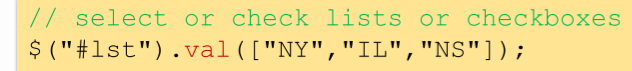 // select or check lists or checkboxes
$("#lst").val(["NY","IL","NS"]);